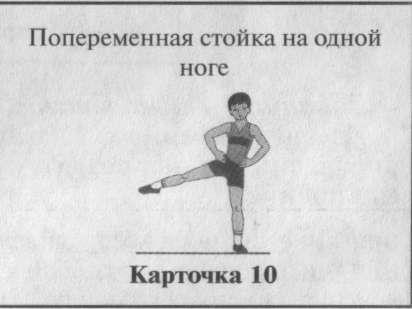 Попеременная стойка на одной
ноге
Карточка 10